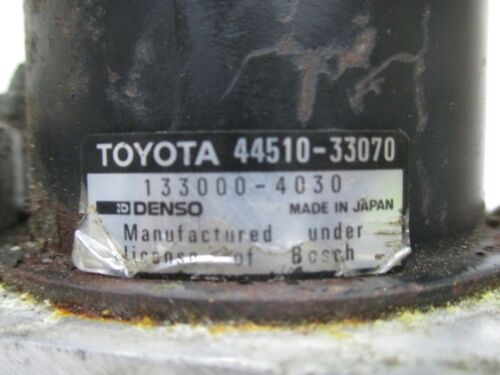 TOYOTA 44510-33070
133000-4030
DENSO MADE IN JAPAN
Manufactured under
license of Bosch